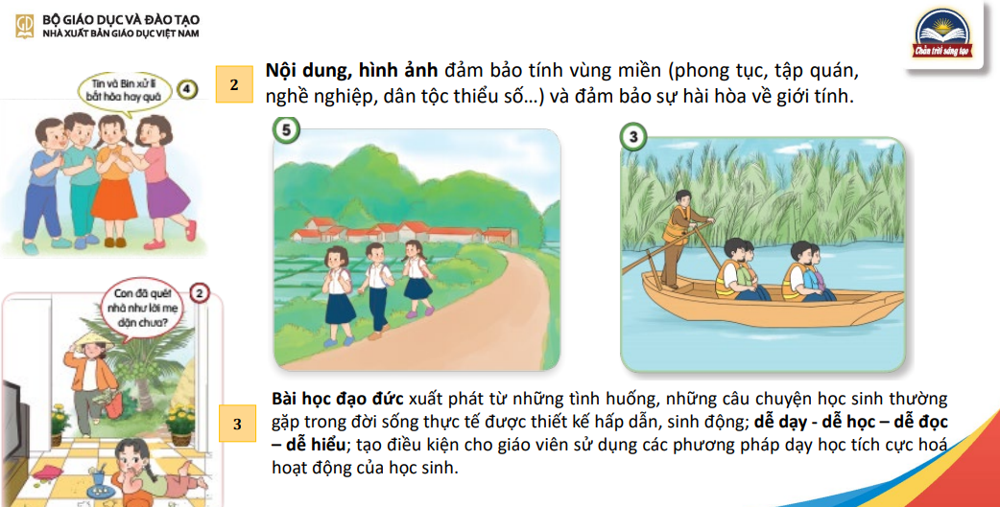 BỘ GIÁO DỤC VÀ ĐÀO TẠO
NHÀ XUẤT BẢN GIÁO DỤC VIỆT NAM
Chân trời sáng tạo
2
Nội dung, hình ảnh đảm bảo tính vùng miền (phong tục, tập quán,
nghề nghiệp, dân tộc thiểu số...) và đảm bảo sự hài hòa về giới tính.
Tin và Bin xử lí
bất hòa hay quá
4
5
3
Con đã quét
nhà như lời mẹ
dặn chưa?
2
3
Bài học đạo đức xuất phát từ những tình huống, những câu chuyện học sinh thường
gặp trong đời sống thực tế được thiết kế hấp dẫn, sinh động; dễ dạy - dễ học – dễ đọc
– dễ hiểu; tạo điều kiện cho giáo viên sử dụng các phương pháp dạy học tích cực hoá
hoạt động của học sinh.